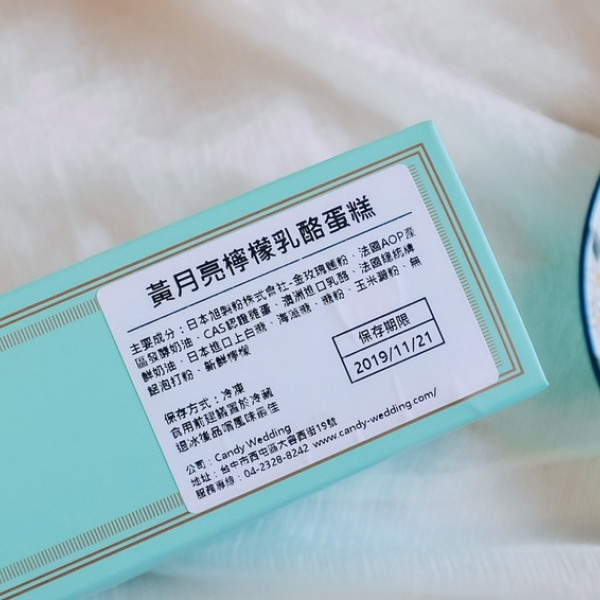 黃月亮檸檬乳酪蛋糕
主要成分：日本旭製粉株式會社-金玫瑰麵粉、法國AOP產
區發酵奶油、CAS認證雞蛋、澳洲進口乳酪、法國總統牌
鮮奶油、日本進口上白糖、海藻糖、糖粉、玉米澱粉、無
鋁泡打粉、新鮮檸檬
保存期限
2019/11/21
保存方式：冷凍
食用前建議置於冷藏
退冰後品嚐風味最佳
公司：Candy Wedding
地址：台中市西屯區大容西街19號
服務專線：04-2328-8242 www.candy-wedding.com/